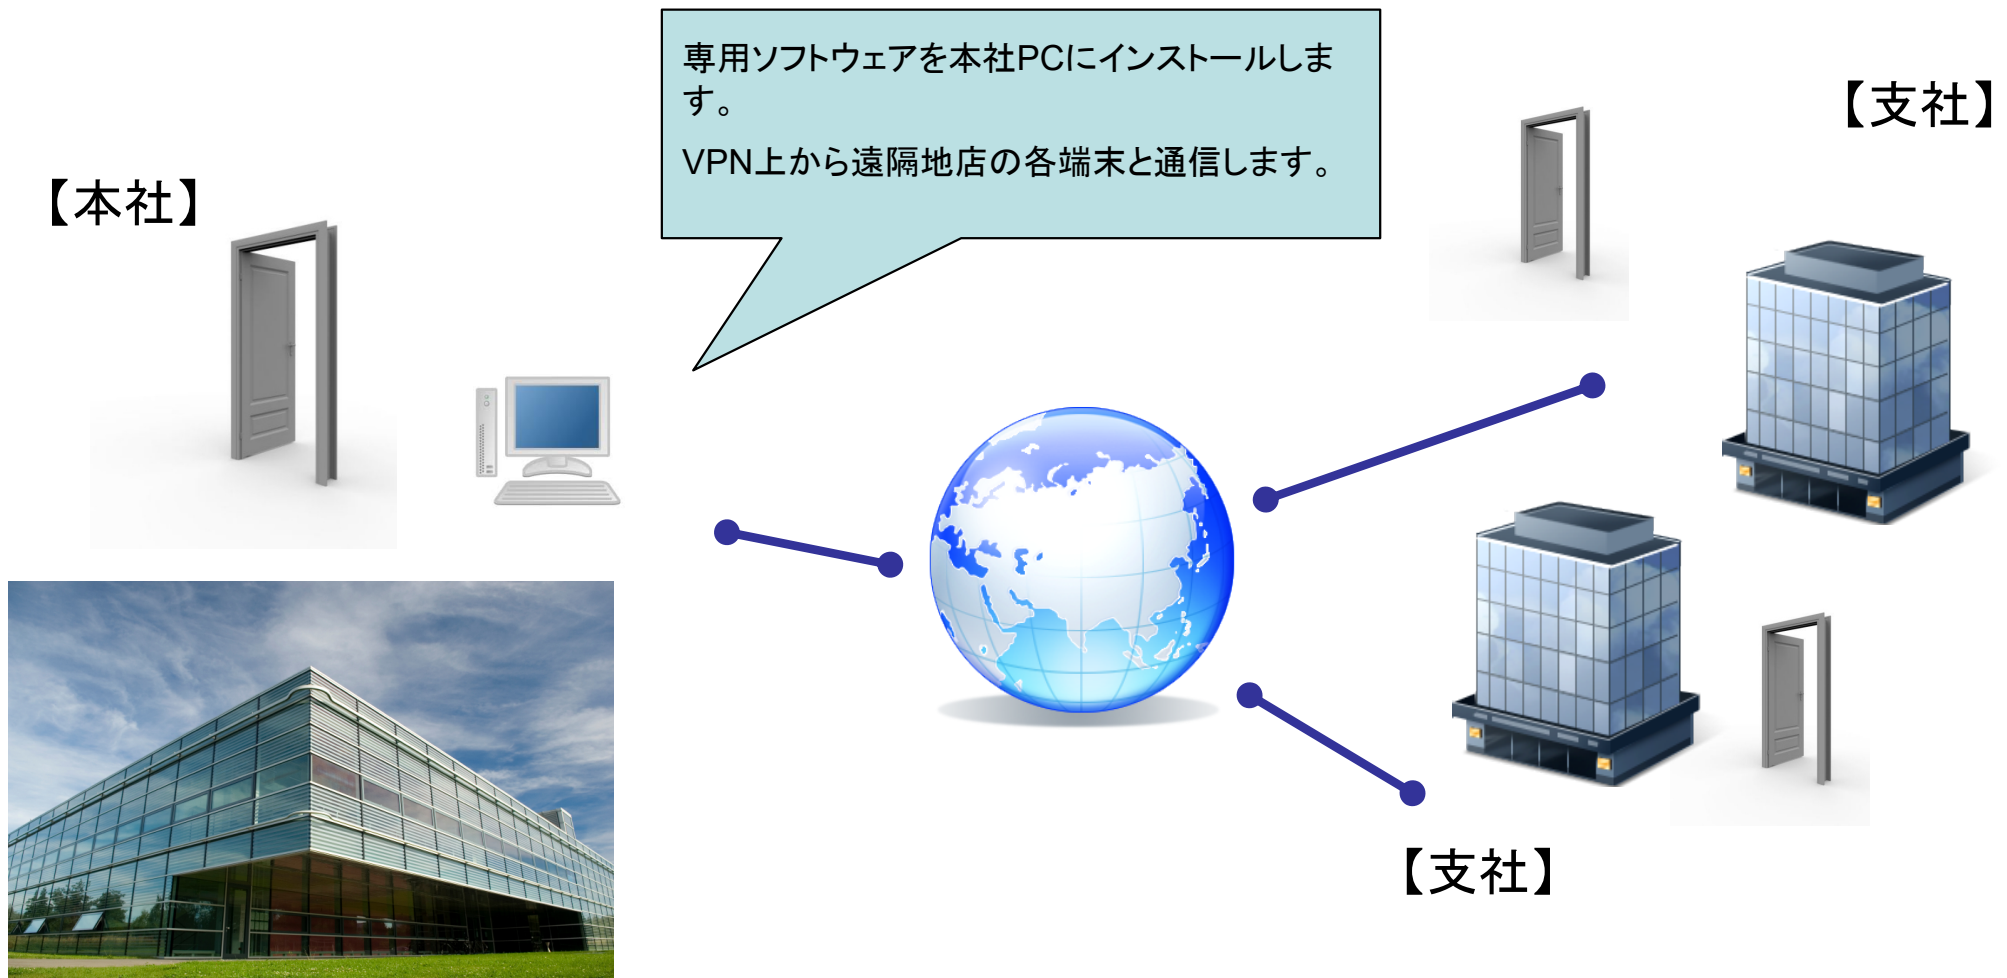 専用ソフトウェアを本社PCにインストールしま
す。
VPN上から遠隔地店の各端末と通信します。
【支社】
【本社】
【支社】